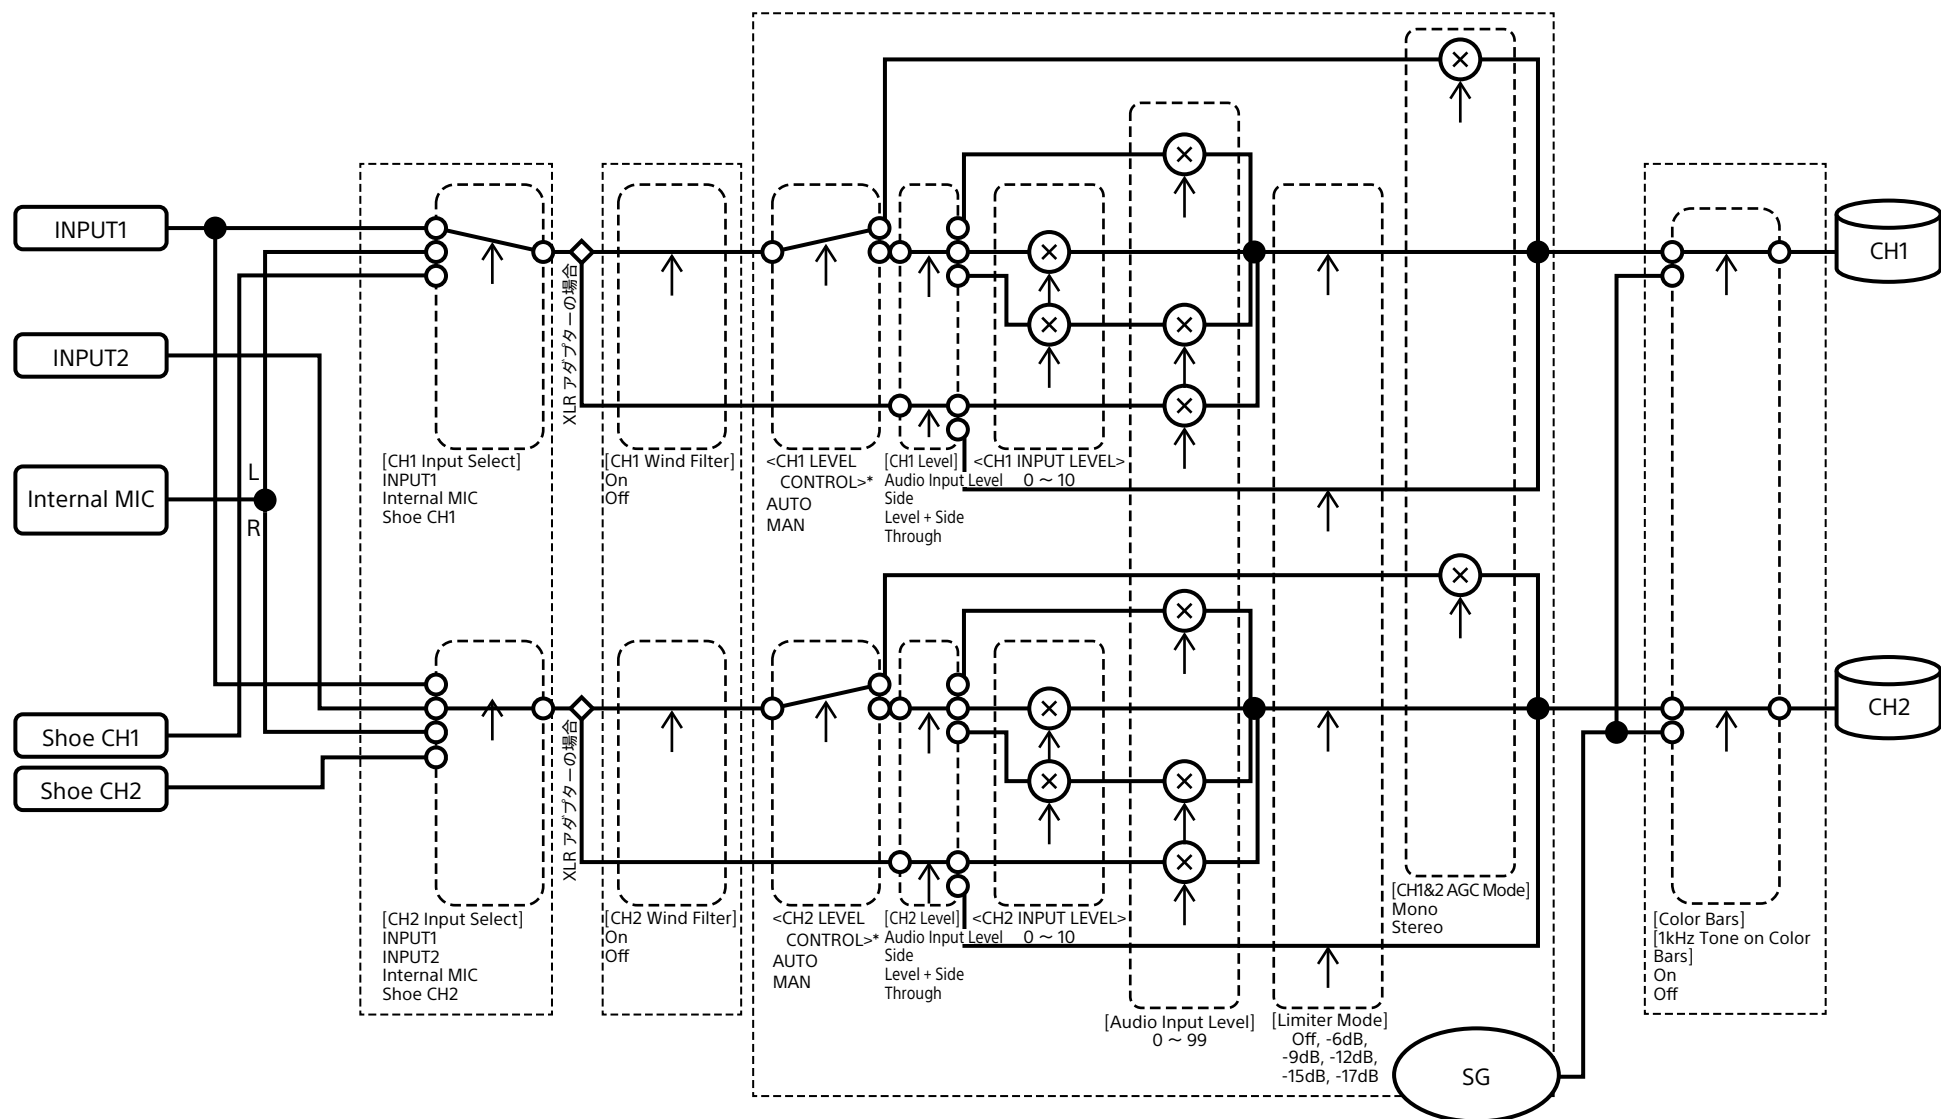 INPUT1
INPUT2
Internal MIC
L
R
Shoe CH1
Shoe CH2
[CH1 Input Select]
INPUT1
Internal MIC
Shoe CH1
XLR アダプターの場合
[CH1 Wind Filter]
On
Off
<CH1 LEVEL
CONTROL>*
AUTO
MAN
[CH1 Level]
Audio Input Level
Side
Level + Side
Through
<CH1 INPUT LEVEL>
0 ～ 10
CH1
[CH2 Input Select]
INPUT1
INPUT2
Internal MIC
Shoe CH2
XLR アダプターの場合
[CH2 Wind Filter]
On
Off
<CH2 LEVEL
CONTROL>*
AUTO
MAN
[CH2 Level]
Audio Input Level
Side
Level + Side
Through
<CH2 INPUT LEVEL>
0 ～ 10
[Audio Input Level]
0 ～ 99
[Limiter Mode]
Off, -6dB,
-9dB, -12dB,
-15dB, -17dB
[CH1&2 AGC Mode]
Mono
Stereo
SG
[Color Bars]
[1kHz Tone on Color
Bars]
On
Off
CH2